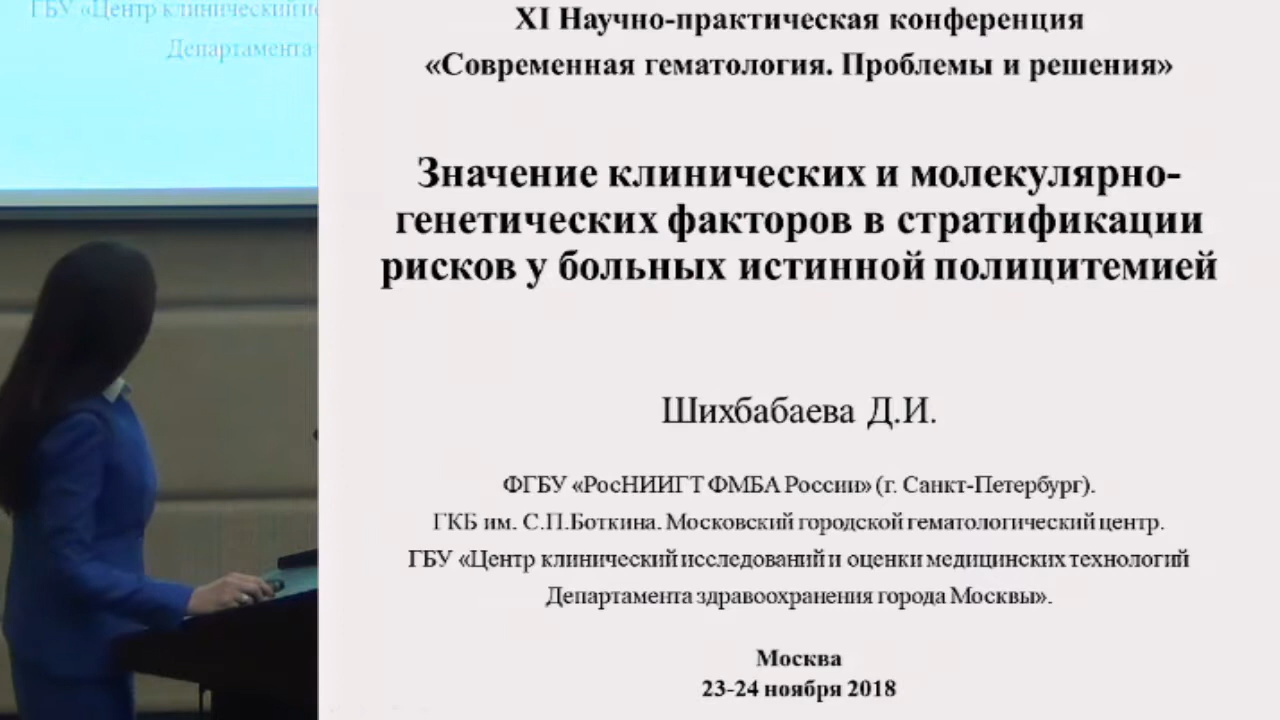 ГБУ «Центр клинический
Департамента
XI Научно-практическая конференция
«Современная гематология. Проблемы и решения»
Значение клинических и молекулярно-
генетических факторов в стратификации
рисков у больных истинной полицитемией
Шихбабаева Д.И.
ФГБУ «РосНИИГТ ФМБА России» (г. Санкт-Петербург).
ГКБ им. С.П.Боткина. Московский городской гематологический центр.
ГБУ «Центр клинический исследований и оценки медицинских технологий
Департамента здравоохранения города Москвы».
Москва
23-24 ноября 2018